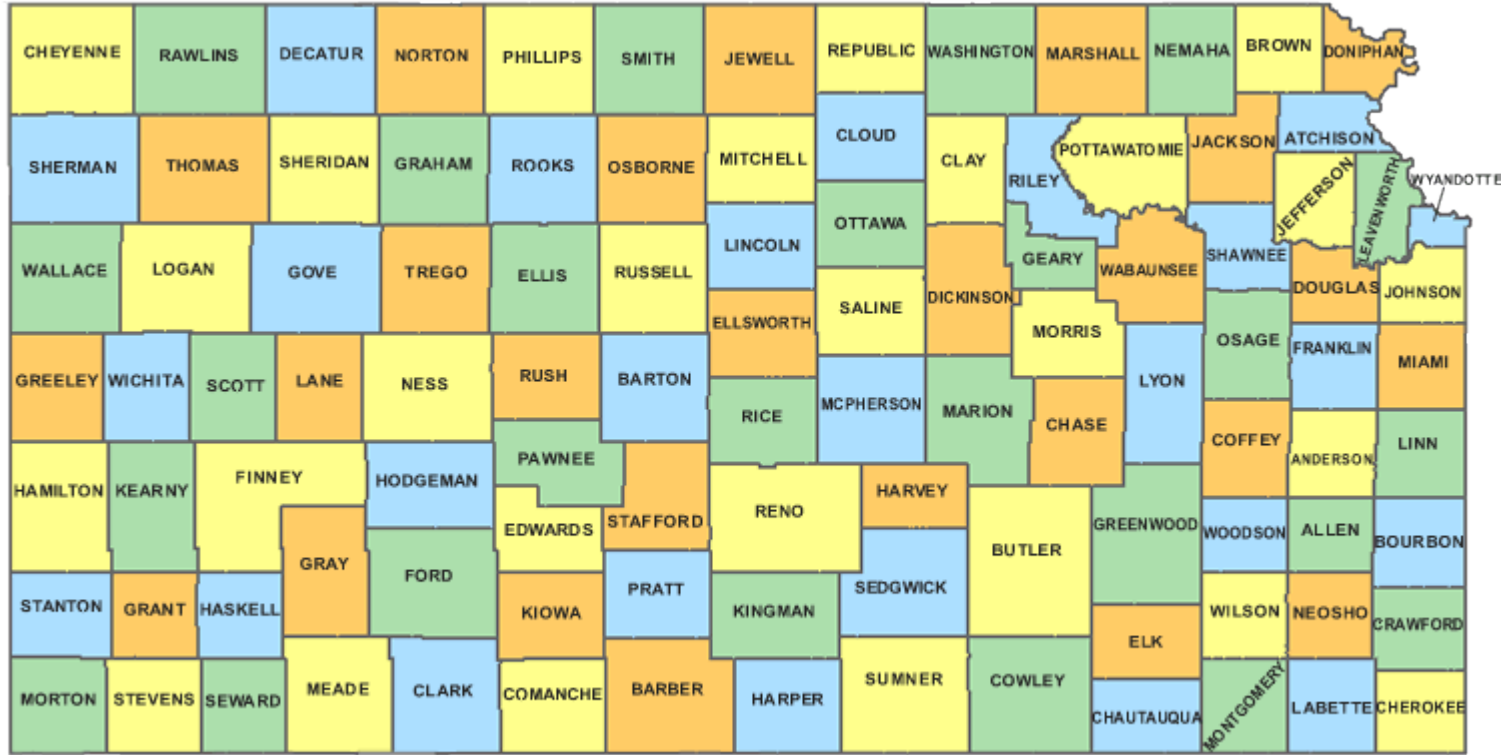 CHEYENNE
RAWLINS
DECATUR
NORTON
PHILLIPS
SMITH
JEWELL
REPUBLIC
WASHINGTON
MARSHALL
NEMAHA
BROWN
DONIPHAN
SHERMAN
THOMAS
SHERIDAN
GRAHAM
ROOKS
OSBORNE
MITCHELL
CLOUD
CLAY
RILEY
POTTAWATOMIE
JACKSON
ATCHISON
JEFFERSON
LEAVENWORTH
WYANDOTTE
WALLACE
LOGAN
GOVE
TREGO
ELLIS
RUSSELL
LINCOLN
OTTAWA
DICKINSON
GEARY
WABAUNSEE
SHAWNEE
DOUGLAS
JOHNSON
ELLSWORTH
SALINE
MORRIS
GREELEY
WICHITA
SCOTT
LANE
NESS
RUSH
BARTON
RICE
MCPHERSON
MARION
CHASE
LYON
OSAGE
FRANKLIN
MIAMI
HAMILTON
KEARNY
FINNEY
HODGEMAN
PAWNEE
EDWARDS
STAFFORD
RENO
HARVEY
BUTLER
GREENWOOD
COFFEY
ANDERSON
LINN
WOODSON
ALLEN
BOURBON
GRAY
FORD
STANTON
GRANT
HASKELL
KIOWA
PRATT
KINGMAN
SEDGWICK
ELK
WILSON
NEOSHO
CRAWFORD
MORTON
STEVENS
SEWARD
MEADE
CLARK
COMANCHE
BARBER
HARPER
SUMNER
COWLEY
CHAUTAUQUA
MONTGOMERY
LABETTE
CHEROKEE